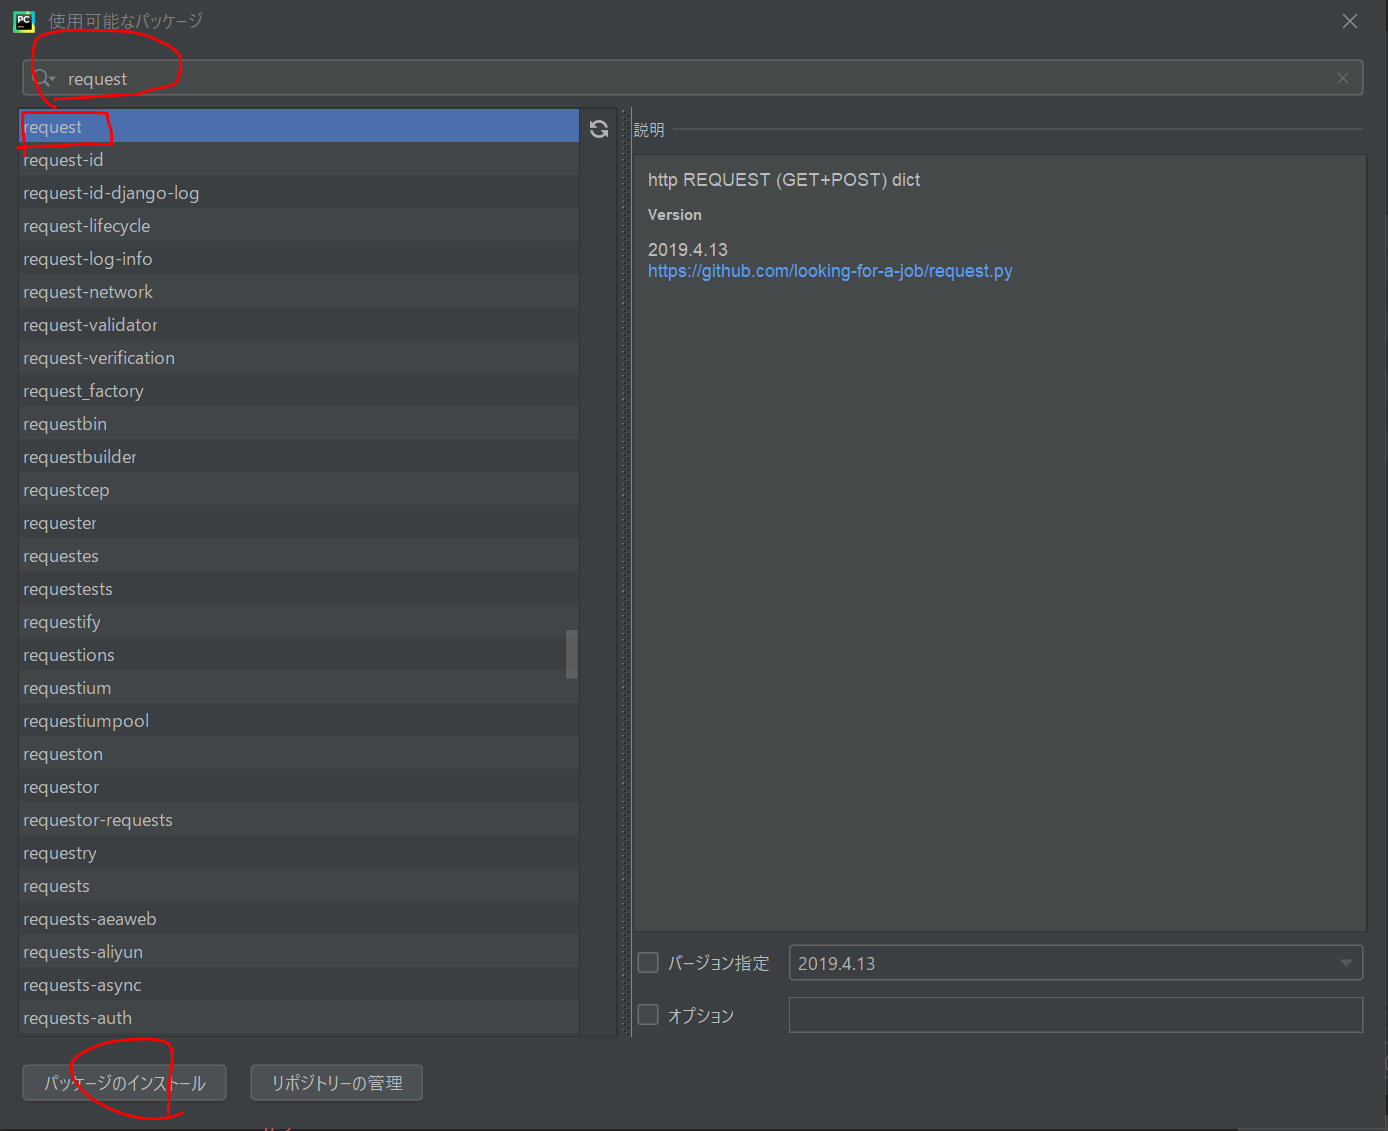 PC
使用可能なパッケージ
request
request
request-id
request-id-django-log
request-lifecycle
request-log-info
request-network
request-validator
request-verification
request_factory
requestbin
requestbuilder
requestcep
requester
requestes
requestests
requestify
requestions
requestium
requestiumpool
requeston
requestor
requestor-requests
requestry
requests
requests-aeaweb
requests-aliyun
requests-async
requests-auth
説明
http REQUEST (GET+POST) dict
Version
2019.4.13
https://github.com/looking-for-a-job/request.py
バージョン指定 2019.4.13
オプション
パッケージのインストール リポジトリーの管理